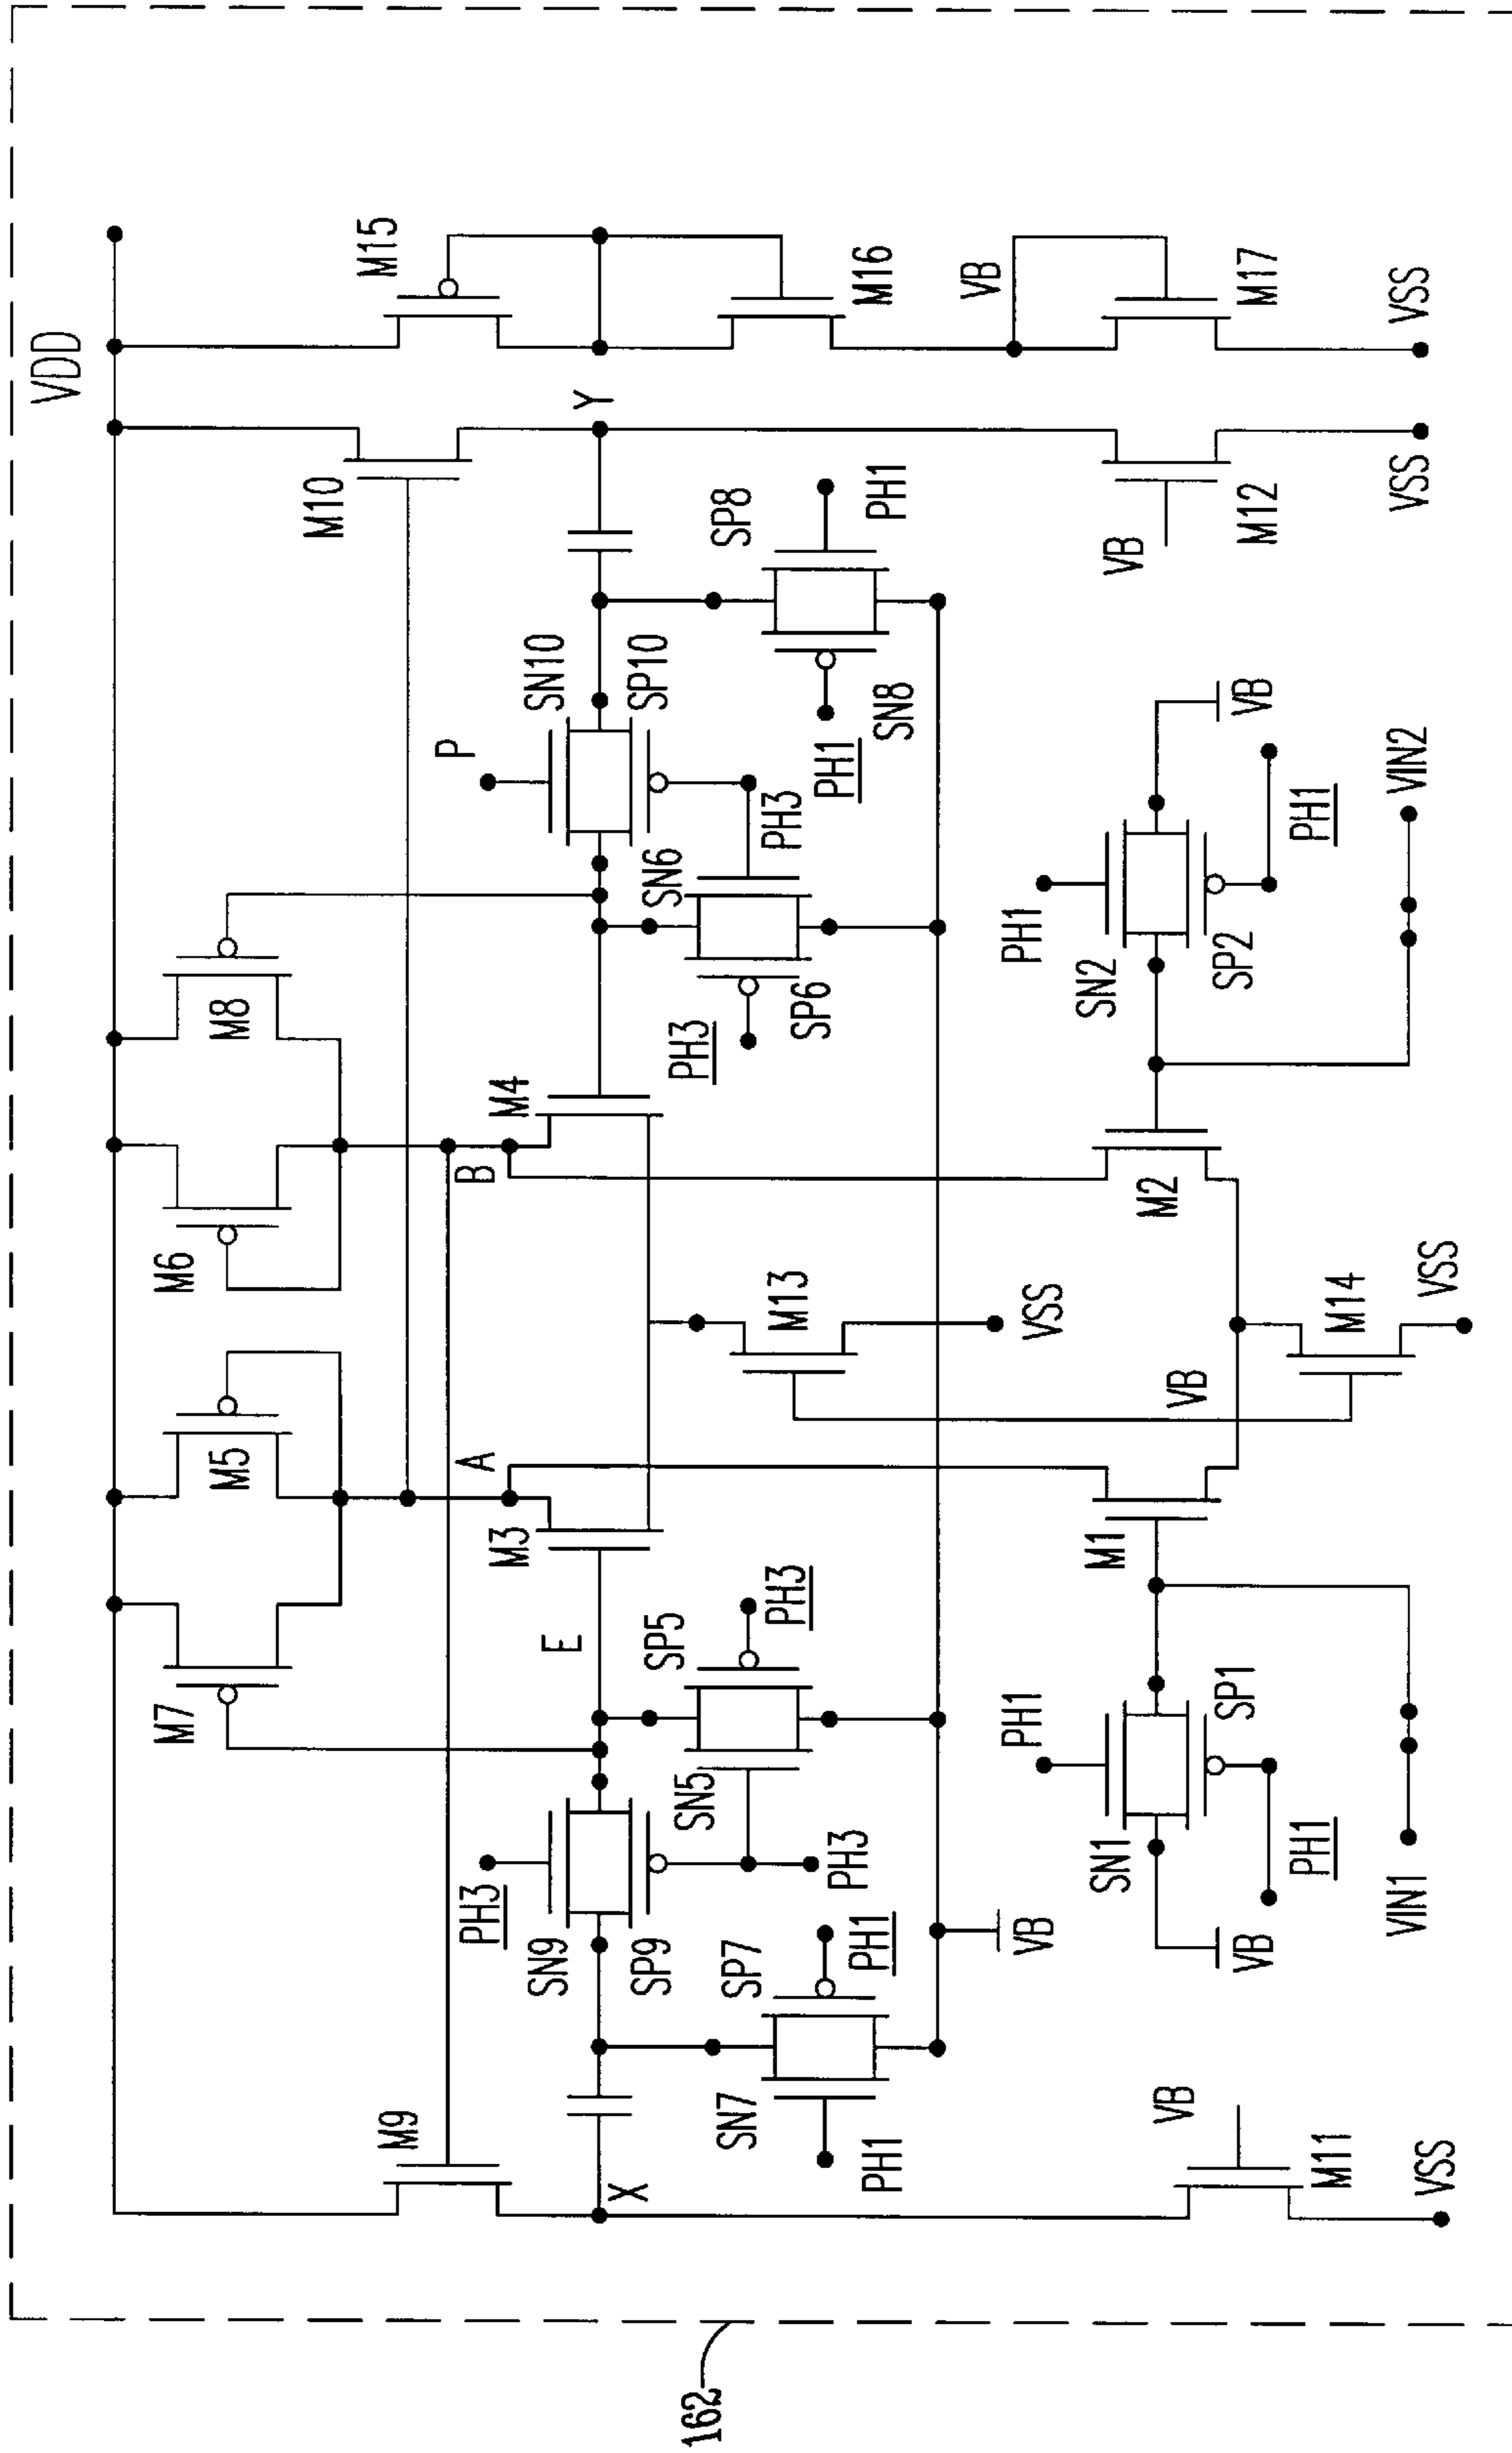 VDD
M7
M5
M6
M8
M9
M10
M15
X
SN9
SP9
PH3
E
M3
A
B
M4
SN10
SP10
P
Y
SN7
SP7
PH1
PH1
SN5
SP5
PH3
PH3
M13
VSS
SP6
SN6
PH3
PH3
SN8
SP8
PH1
PH1
M16
VB
VB
M17
VSS
VB
M11
VSS
SN1
SP1
PH1
PH1
VB
VIN1
M1
VB
M14
VSS
M2
SN2
SP2
PH1
PH1
VB
VIN2
VB
M12
VSS
162